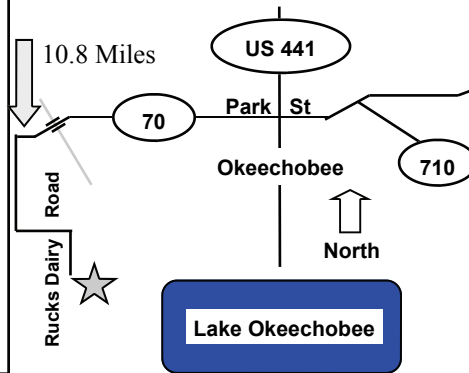 US 441
10.8 Miles
Park St
70
Okeechobee
710
North
Rucks Dairy Road
Lake Okeechobee